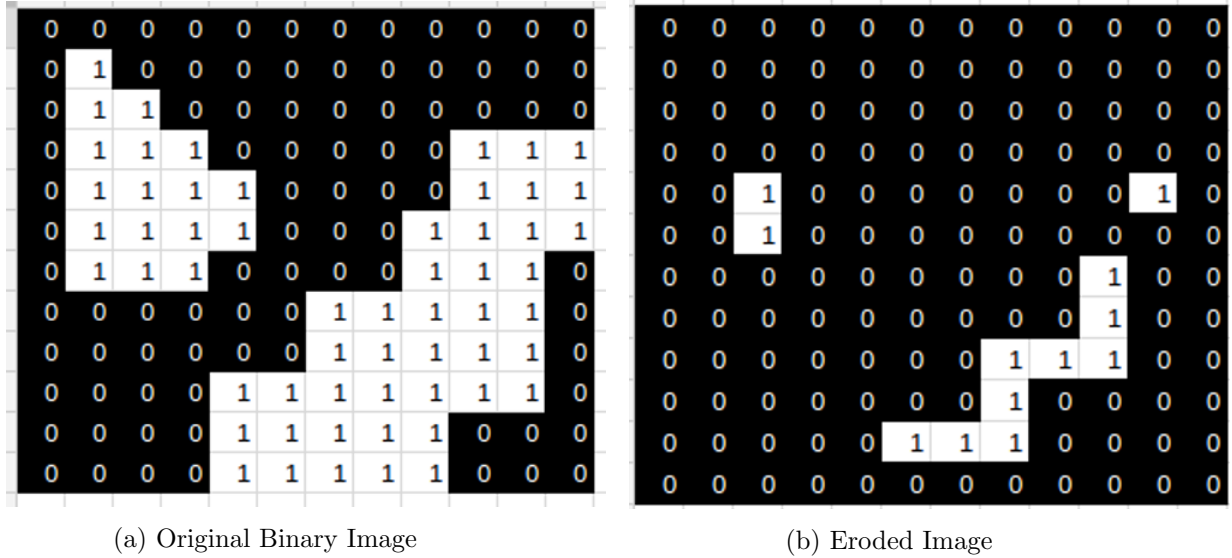 0 0 0 0 0 0 0 0 0 0 0 0
0 1 0 0 0 0 0 0 0 0 0 0
0 1 1 0 0 0 0 0 0 0 0 0
0 1 1 1 0 0 0 0 0 1 1 1
0 1 1 1 1 0 0 0 0 1 1 1
0 1 1 1 1 0 0 0 1 1 1 1
0 1 1 1 0 0 0 0 1 1 1 0
0 0 0 0 0 0 1 1 1 1 1 0
0 0 0 0 0 0 1 1 1 1 1 0
0 0 0 0 1 1 1 1 1 1 1 0
0 0 0 0 1 1 1 1 1 0 0 0
0 0 0 0 1 1 1 1 1 0 0 0
(a) Original Binary Image
0 0 0 0 0 0 0 0 0 0 0 0
0 0 0 0 0 0 0 0 0 0 0 0
0 0 0 0 0 0 0 0 0 0 0 0
0 0 0 0 0 0 0 0 0 0 0 0
0 0 1 0 0 0 0 0 0 0 1 0
0 0 1 0 0 0 0 0 0 0 0 0
0 0 0 0 0 0 0 0 0 1 0 0
0 0 0 0 0 0 0 0 0 1 0 0
0 0 0 0 0 0 0 1 1 1 0 0
0 0 0 0 0 0 0 1 0 0 0 0
0 0 0 0 0 1 1 1 0 0 0 0
0 0 0 0 0 0 0 0 0 0 0 0
(b) Eroded Image